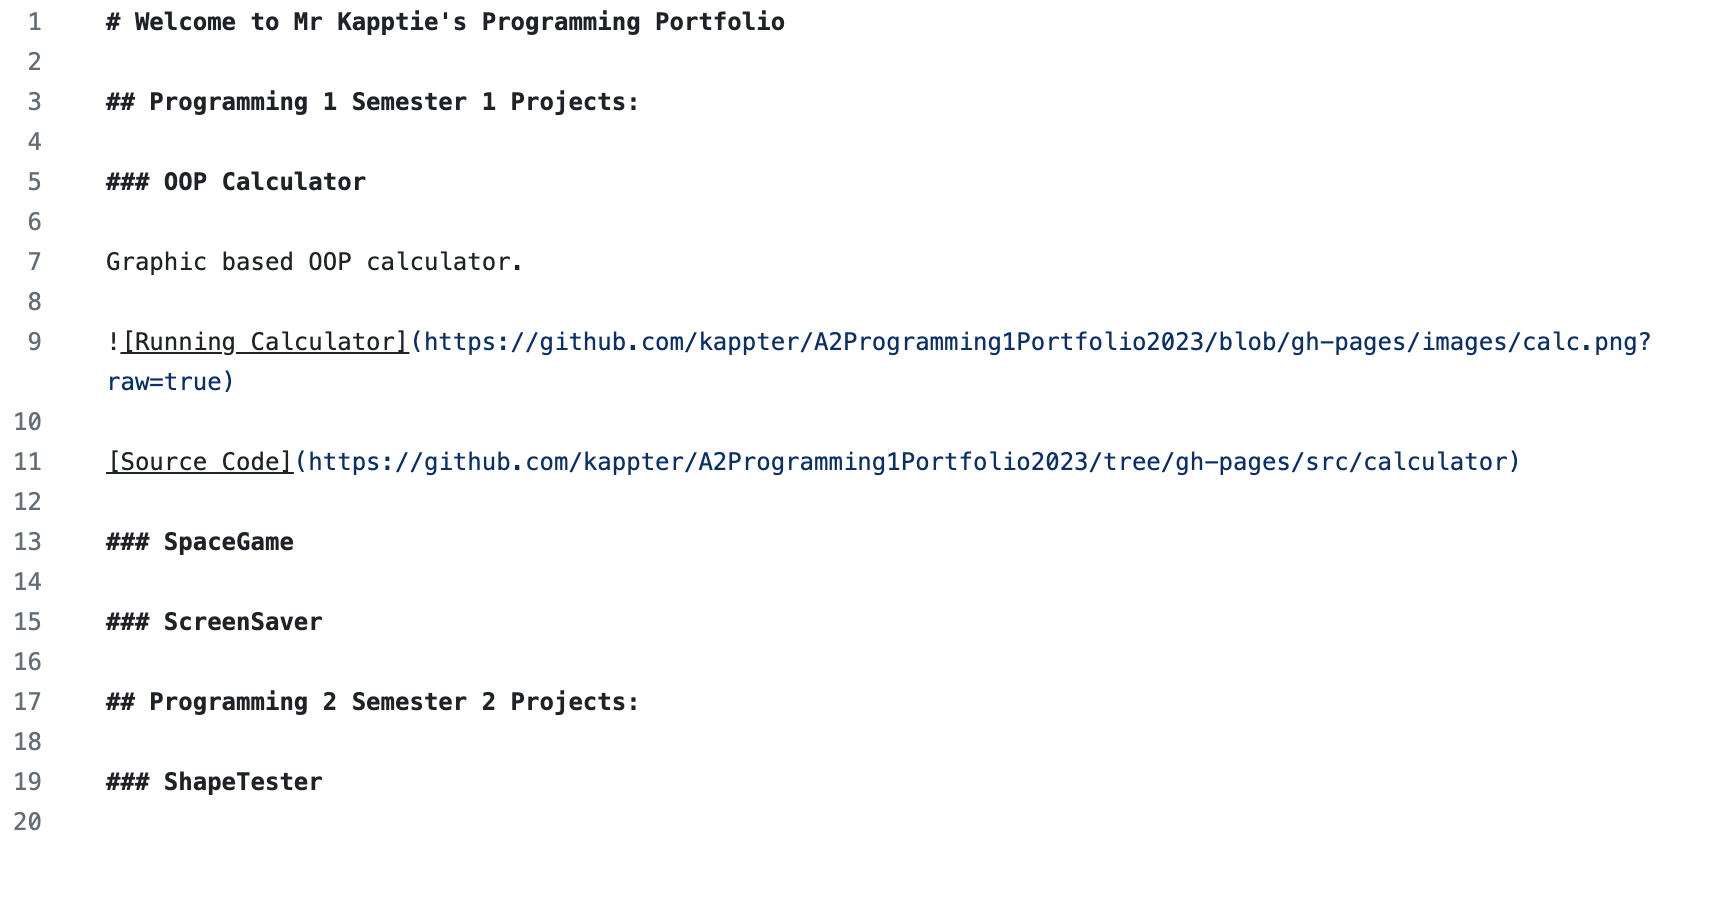 1 # Welcome to Mr Kapptie's Programming Portfolio
2
3 ## Programming 1 Semester 1 Projects:
4
5 ### OOP Calculator
6
7 Graphic based OOP calculator.
8
9 ![Running Calculator](https://github.com/kappter/A2Programming1Portfolio2023/blob/gh-pages/images/calc.png?
raw=true)
10
11 [Source Code](https://github.com/kappter/A2Programming1Portfolio2023/tree/gh-pages/src/calculator)
12
13 ### SpaceGame
14
15 ### ScreenSaver
16
17 ## Programming 2 Semester 2 Projects:
18
19 ### ShapeTester
20